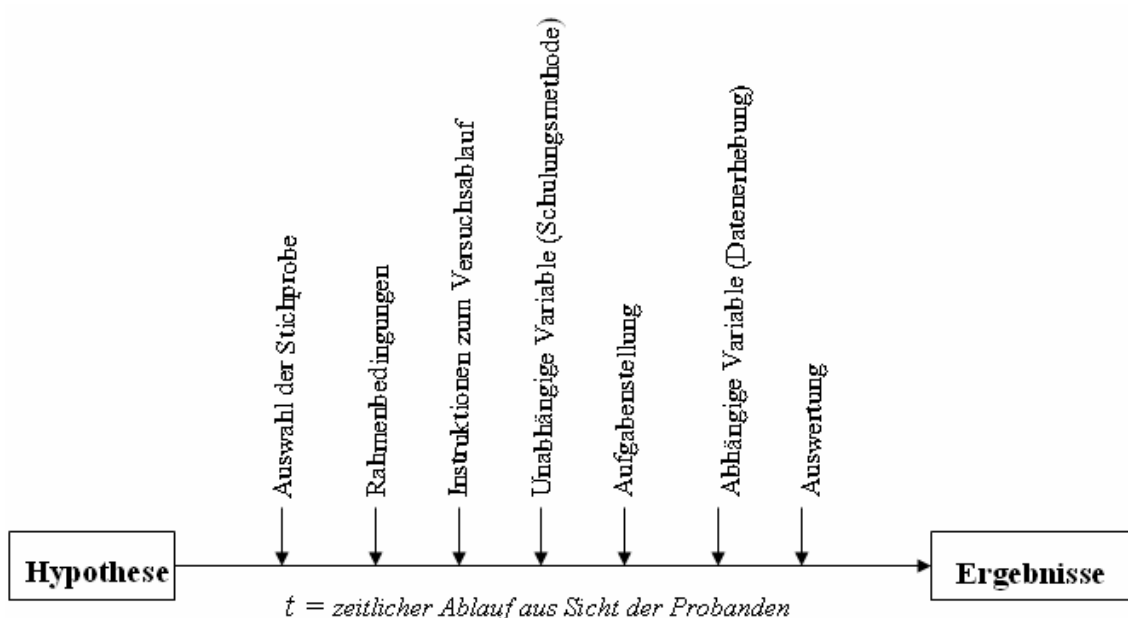 Auswahl der Stichprobe
Rahmenbedingungen
Instruktionen zum Versuchsablauf
Unabhängige Variable (Schulungsmethode)
Aufgabenstellung
Abhängige Variable (Datenerhebung)
Auswertung
Hypothese
Ergebnisse
t = zeitlicher Ablauf aus Sicht der Probanden